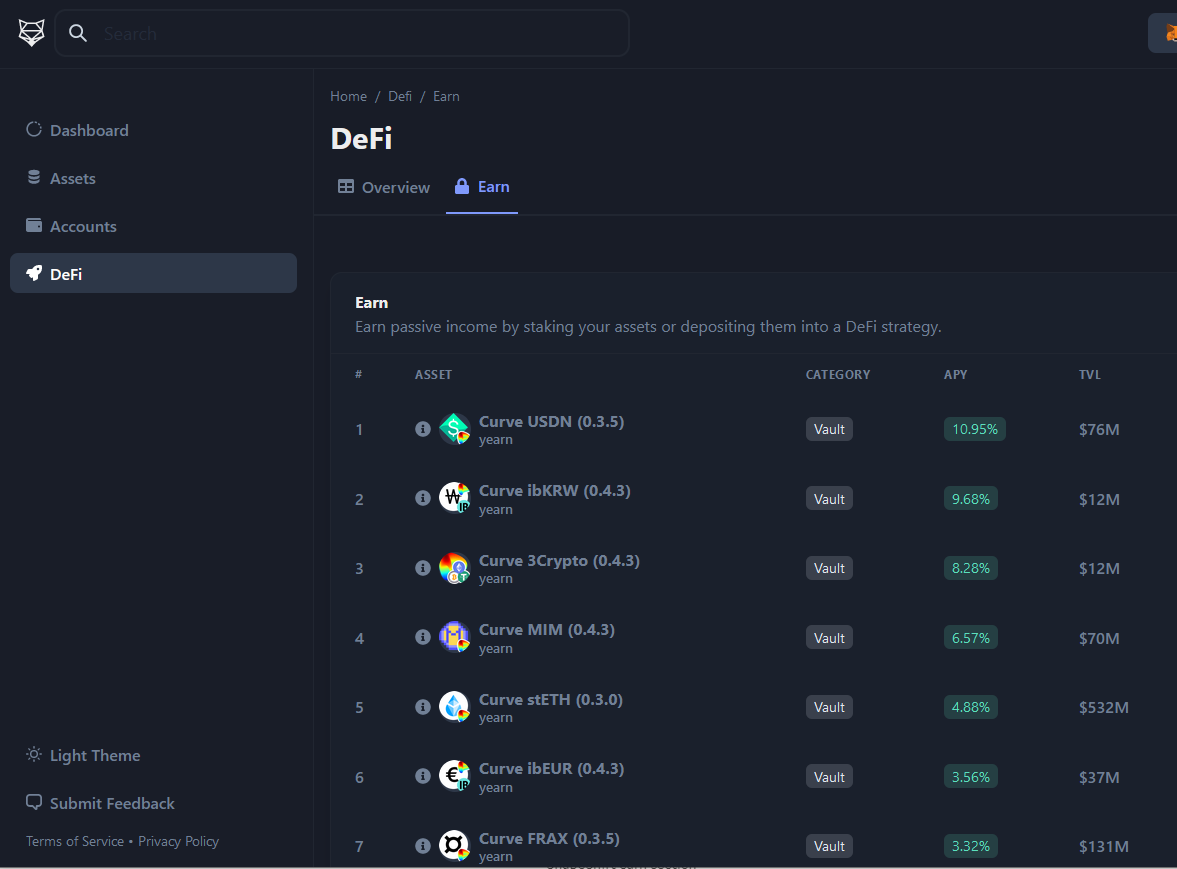 Search
Home / Defi / Earn
DeFi
Overview
Earn
Dashboard
Assets
Accounts
DeFi
Earn
Earn passive income by staking your assets or depositing them into a DeFi strategy.
# ASSET CATEGORY APY TVL
1 Curve USDN (0.3.5) Vault 10.95% $76M
yearn
2 Curve ibKRW (0.4.3) Vault 9.68% $12M
yearn
3 Curve 3Crypto (0.4.3) Vault 8.28% $12M
yearn
4 Curve MIM (0.4.3) Vault 6.57% $70M
yearn
5 Curve stETH (0.3.0) Vault 4.88% $532M
yearn
6 Curve ibEUR (0.4.3) Vault 3.56% $37M
yearn
7 Curve FRAX (0.3.5) Vault 3.32% $131M
yearn
Light Theme
Submit Feedback
Terms of Service • Privacy Policy